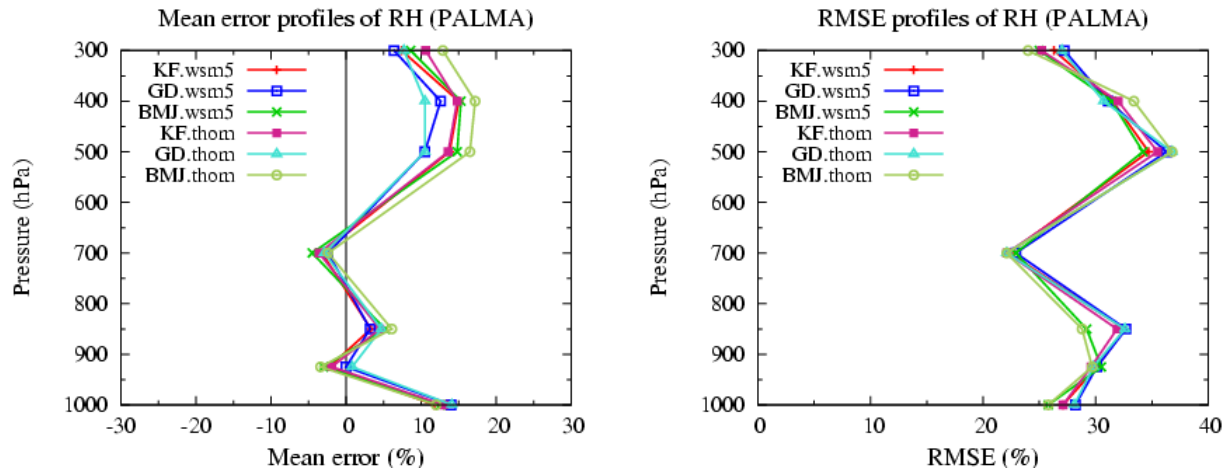 Mean error profiles of RH (PALMA)
300
400
500
600
700
800
900
1000
Pressure (hPa)
KF.wsm5
GD.wsm5
BMJ.wsm5
KF.thom
GD.thom
BMJ.thom
-30 -20 -10 0 10 20 30
Mean error (%)
RMSE profiles of RH (PALMA)
300
400
500
600
700
800
900
1000
Pressure (hPa)
KF.wsm5
GD.wsm5
BMJ.wsm5
KF.thom
GD.thom
BMJ.thom
0 10 20 30 40
RMSE (%)